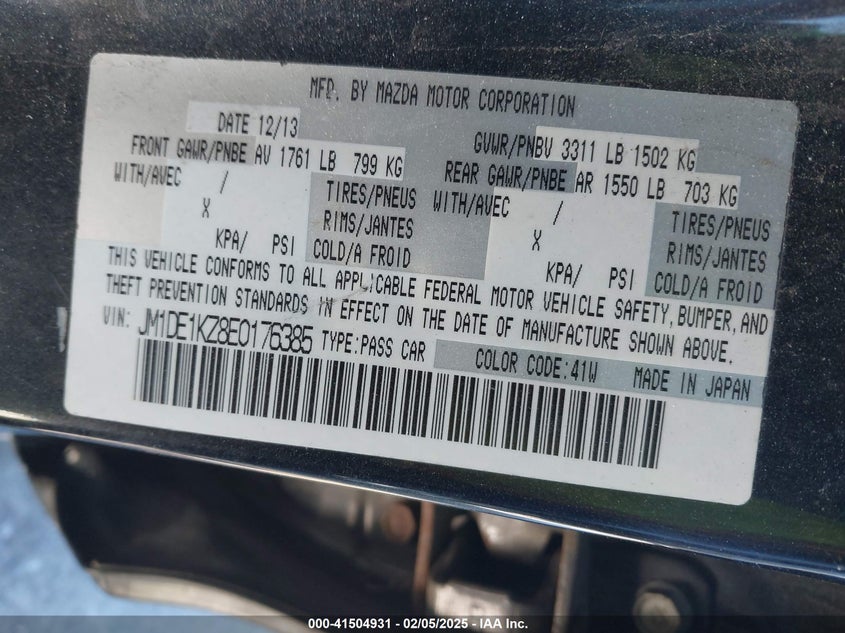 MFD. BY MAZDA MOTOR CORPORATION
DATE 12/13
GVWR/PNBV 3311 LB 1502 KG
FRONT GAWR/PNBE AV 1761 LB 799 KG
REAR GAWR/PNBE AR 1550 LB 703 KG
WITH/AVEC / TIRES/PNEUS
WITH/AVEC / TIRES/PNEUS
X RIMS/JANTES
X RIMS/JANTES
KPA/ PSI COLD/A FROID
KPA/ PSI COLD/A FROID
THIS VEHICLE CONFORMS TO ALL APPLICABLE FEDERAL MOTOR VEHICLE SAFETY, BUMPER, AND
THEFT PREVENTION STANDARDS IN EFFECT ON THE DATE OF MANUFACTURE SHOWN ABOVE.
VIN: JM1DE1KZ8E0176385 TYPE:PASS CAR
COLOR CODE:41W MADE IN JAPAN
000-41504931 - 02/05/2025 - IAA Inc.